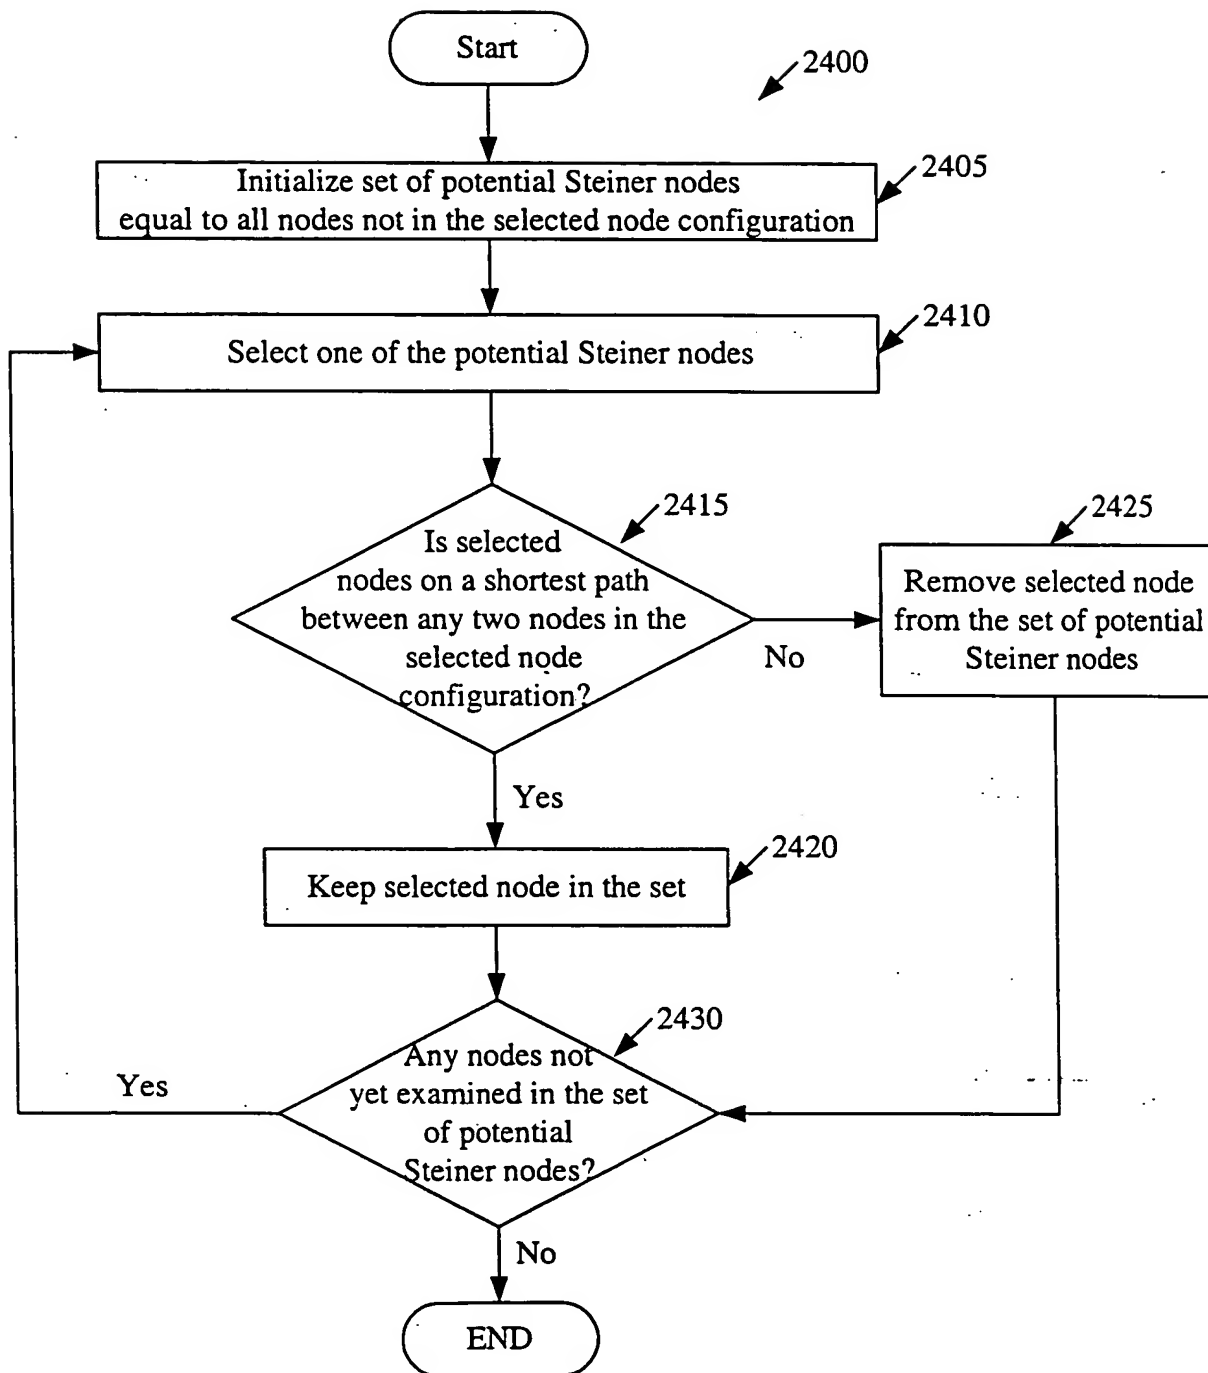 Start
2400
Initialize set of potential Steiner nodes
equal to all nodes not in the selected node configuration
2405
Select one of the potential Steiner nodes
2410
Is selected
nodes on a shortest path
between any two nodes in the
selected node
configuration?
2415
No
Remove selected node
from the set of potential
Steiner nodes
2425
Yes
Keep selected node in the set
2420
Any nodes not
yet examined in the set
of potential
Steiner nodes?
2430
Yes
No
END